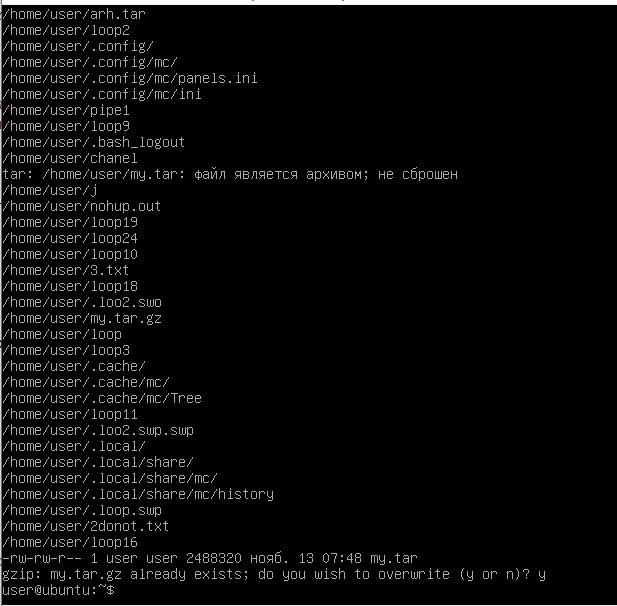 /home/user/arh.tar
/home/user/loop2
/home/user/.config/
/home/user/.config/mc/
/home/user/.config/mc/panels.ini
/home/user/.config/mc/ini
/home/user/pipe1
/home/user/loop9
/home/user/.bash_logout
/home/user/chanel
tar: /home/user/my.tar: файл является архивом; не сброшен
/home/user/j
/home/user/nohup.out
/home/user/loop19
/home/user/loop24
/home/user/loop10
/home/user/3.txt
/home/user/loop18
/home/user/.loo2.swo
/home/user/my.tar.gz
/home/user/loop
/home/user/loop3
/home/user/.cache/
/home/user/.cache/mc/
/home/user/.cache/mc/Tree
/home/user/loop11
/home/user/.loo2.swp.swp
/home/user/.local/
/home/user/.local/share/
/home/user/.local/share/mc/
/home/user/.local/share/mc/history
/home/user/.loop.swp
/home/user/2donot.txt
/home/user/loop16
-rw-rw-r-- 1 user user 2488320 нояб. 13 07:48 my.tar
gzip: my.tar.gz already exists; do you wish to overwrite (y or n)? y
user@ubuntu:~$